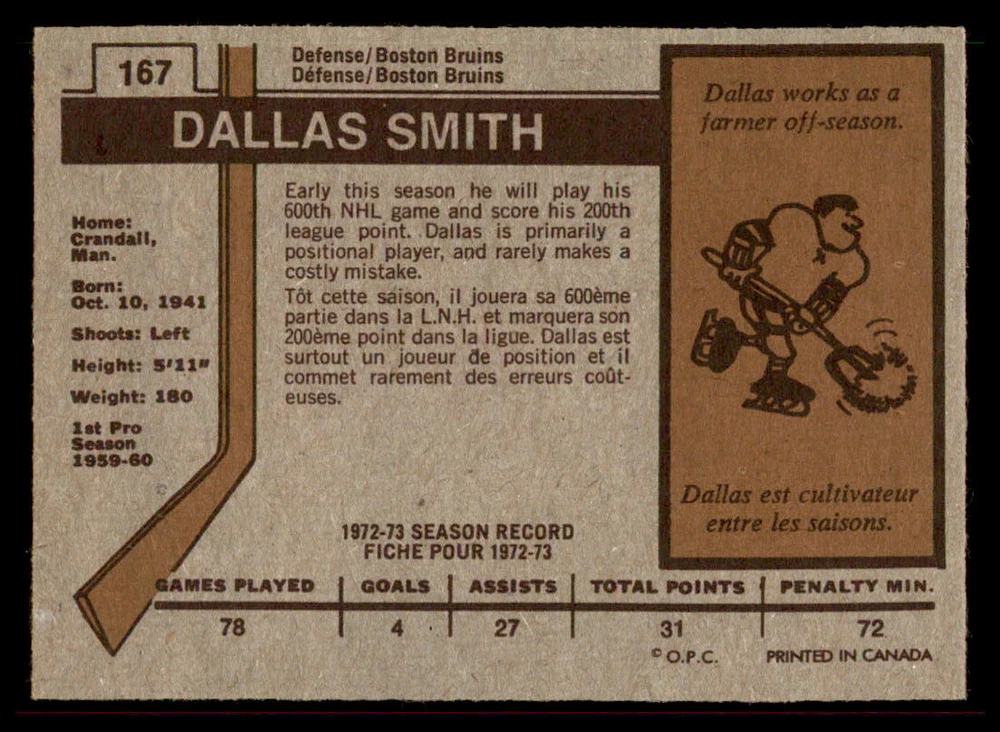 167
Defense/Boston Bruins
Défense/Boston Bruins
DALLAS SMITH
Home:
Crandall,
Man.
Born:
Oct. 10, 1941
Shoots: Left
Height: 5'11"
Weight: 180
1st Pro
Season
1959-60
Early this season he will play his
600th NHL game and score his 200th
league point. Dallas is primarily a
positional player, and rarely makes a
costly mistake.
Tôt cette saison, il jouera sa 600ème
partie dans la L.N.H. et marquera son
200ème point dans la ligue. Dallas est
surtout un joueur de position et il
commet rarement des erreurs coût-
euses.
Dallas works as a
farmer off-season.
Dallas est cultivateur
entre les saisons.
1972-73 SEASON RECORD
FICHE POUR 1972-73
GAMES PLAYED GOALS ASSISTS TOTAL POINTS PENALTY MIN.
78 4 27 31 72
© O.P.C. PRINTED IN CANADA